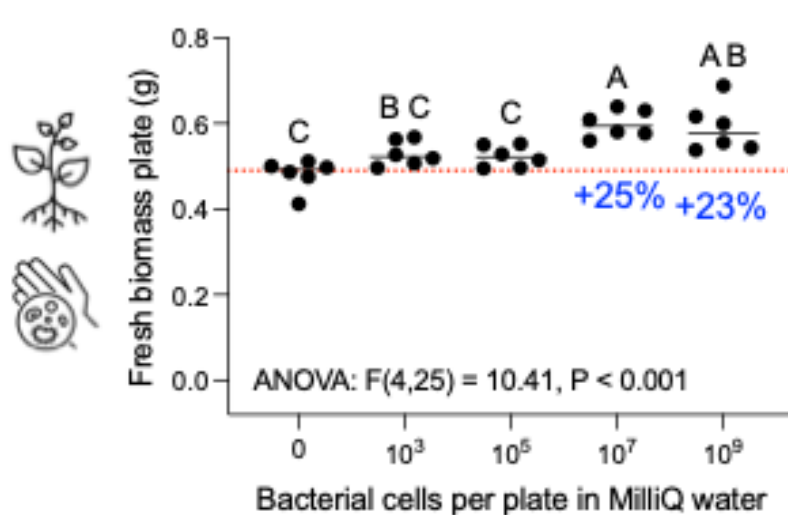 Fresh biomass plate (g)
0.8
0.6
0.4
0.2
0.0
C
B C
C
A
A B
+25%
+23%
ANOVA: F(4,25) = 10.41, P < 0.001
0
10³
10⁵
10⁷
10⁹
Bacterial cells per plate in MilliQ water